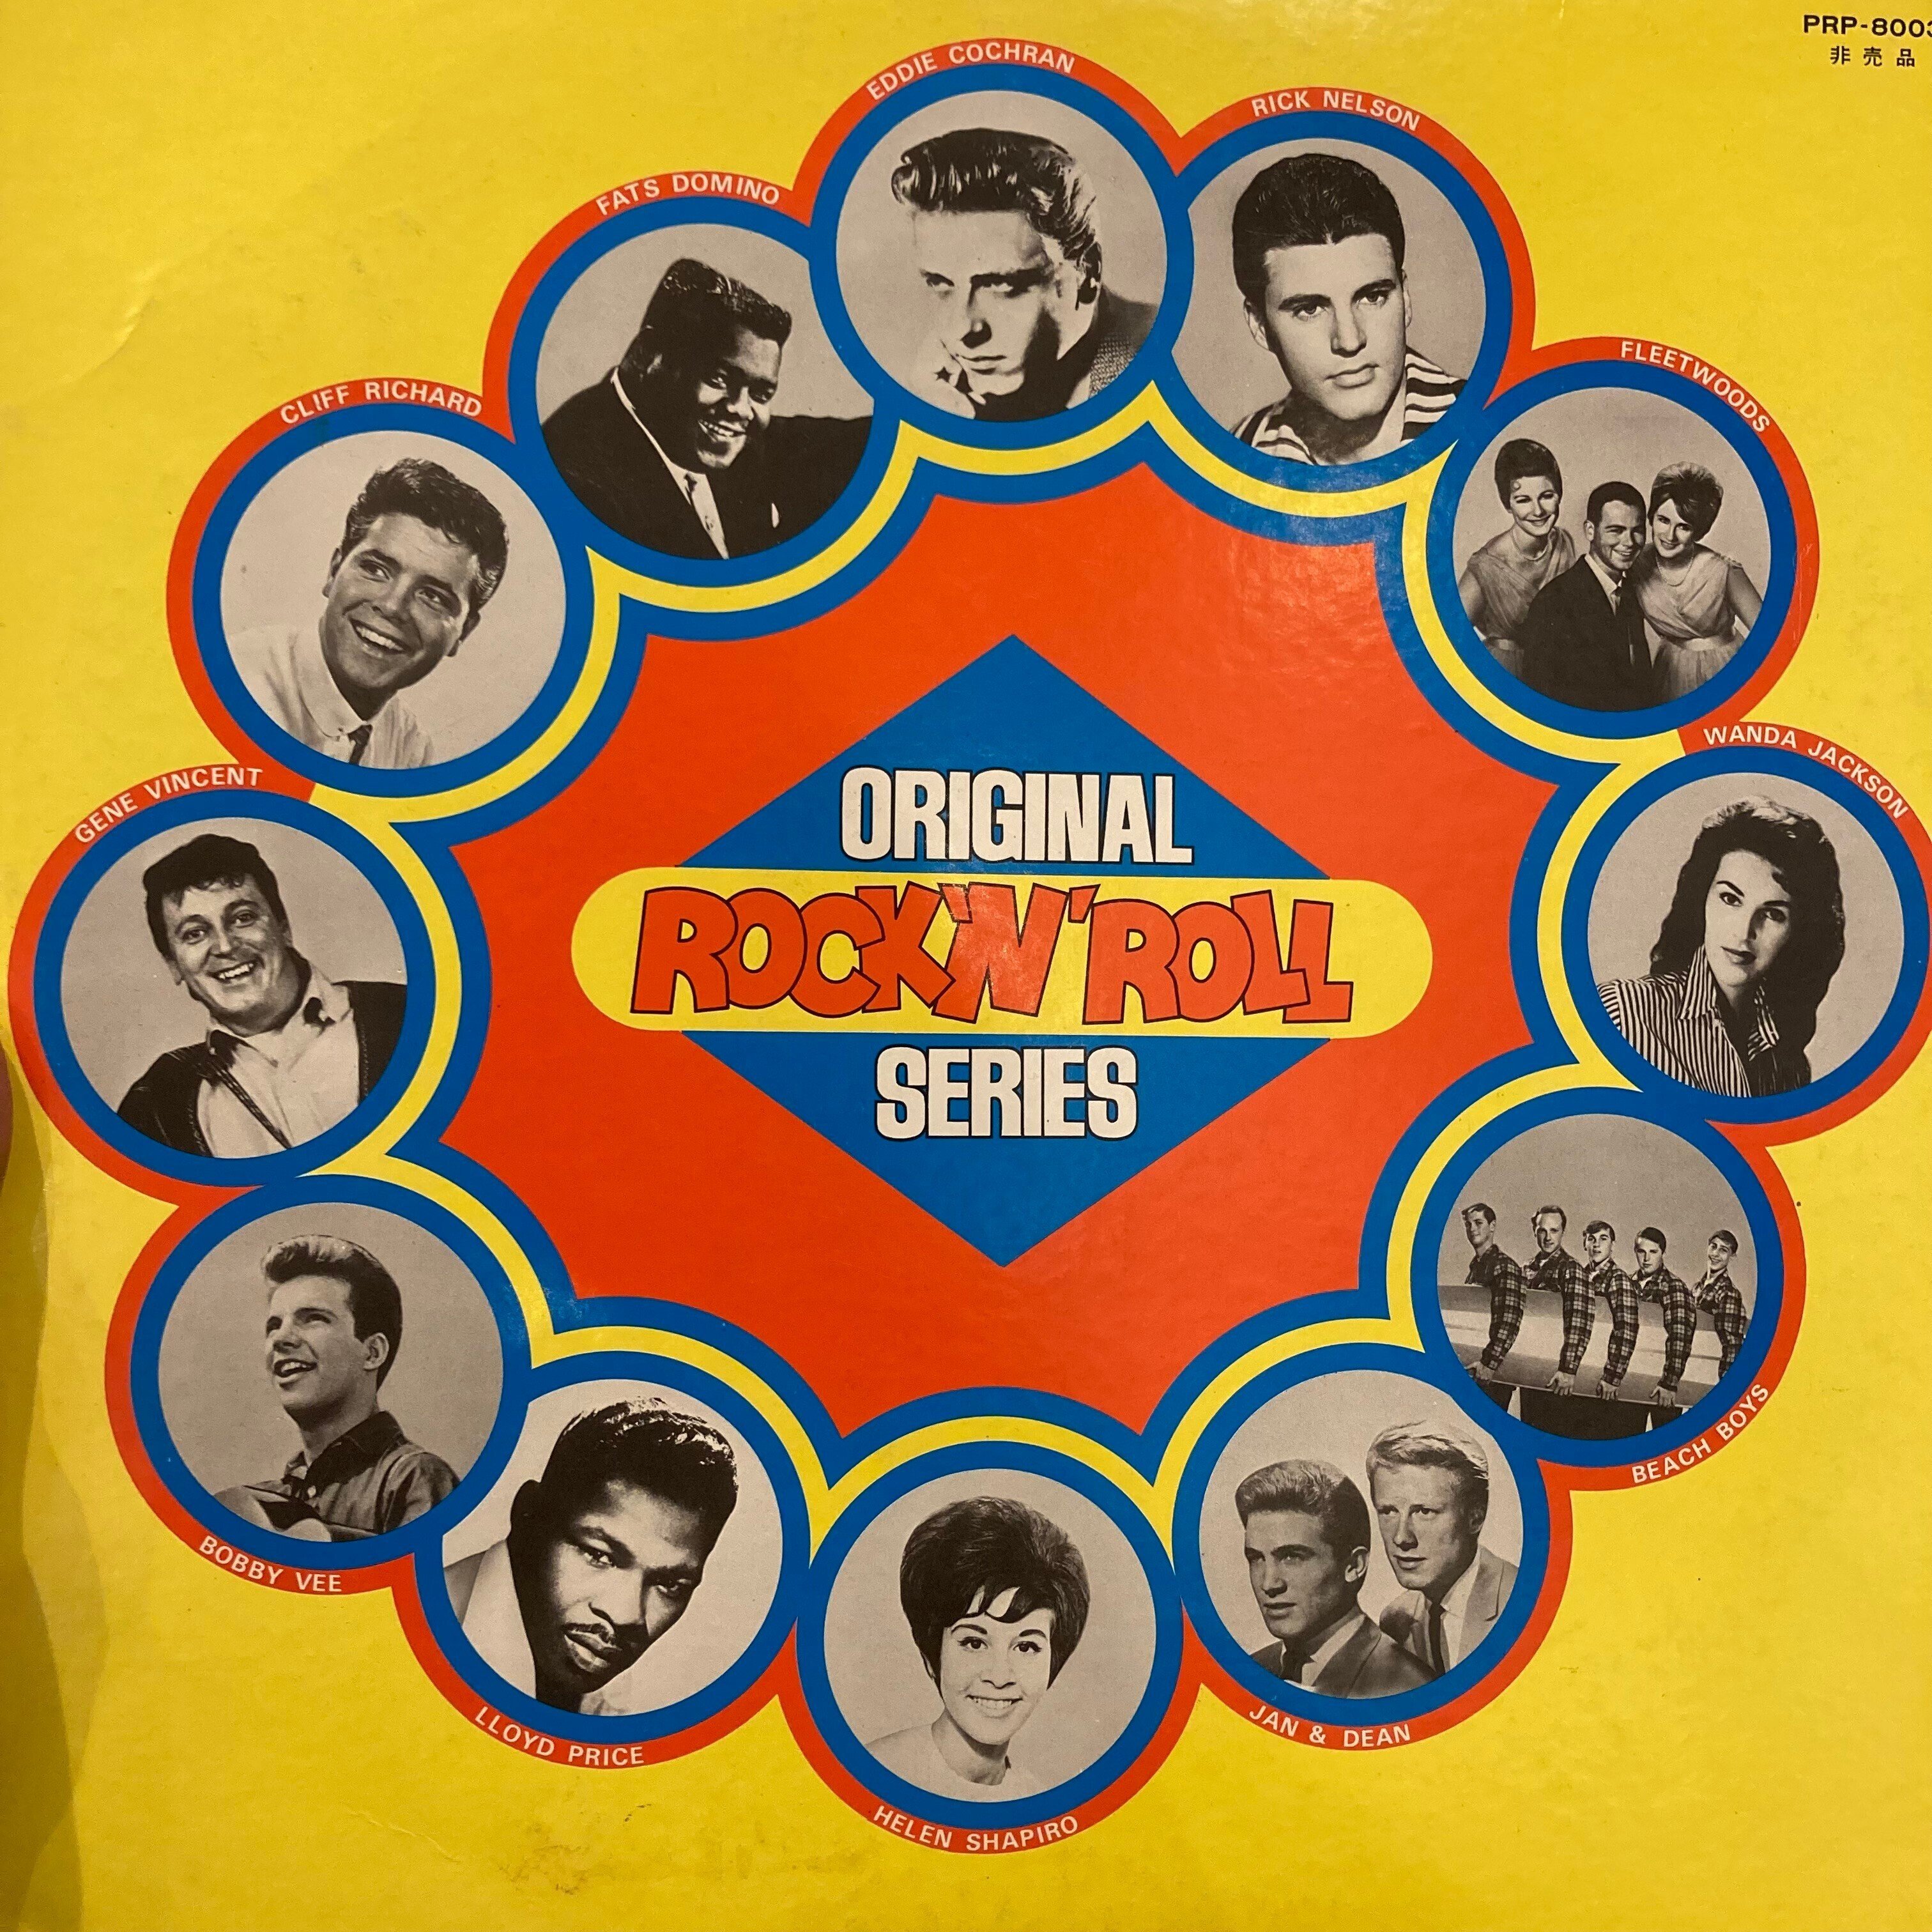 PRP-8003
非売品
EDDIE COCHRAN
RICK NELSON
FATS DOMINO
FLEETWOODS
CLIFF RICHARD
WANDA JACKSON
GENE VINCENT
ORIGINAL
ROCK'N'ROLL
SERIES
BEACH BOYS
BOBBY VEE
LLOYD PRICE
JAN & DEAN
HELEN SHAPIRO